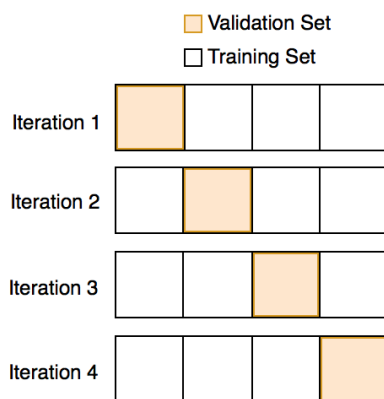 Validation Set
Training Set
Iteration 1
Iteration 2
Iteration 3
Iteration 4